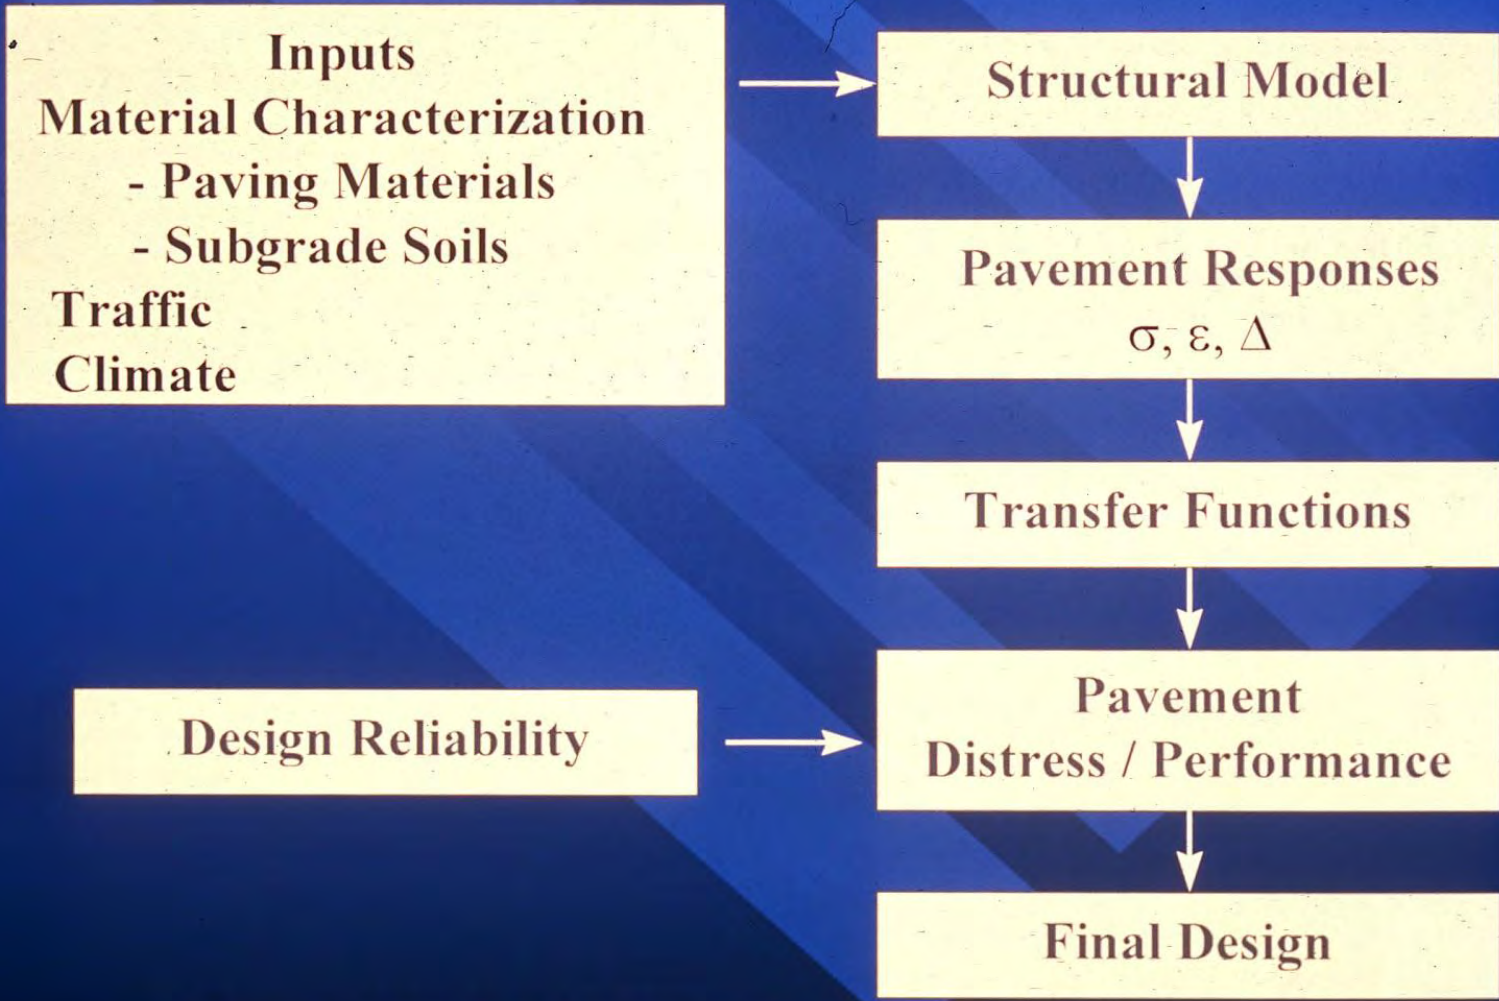 Inputs
Material Characterization
- Paving Materials
- Subgrade Soils
Traffic
Climate
Structural Model
Pavement Responses
σ, ε, Δ
Transfer Functions
Design Reliability
Pavement
Distress / Performance
Final Design